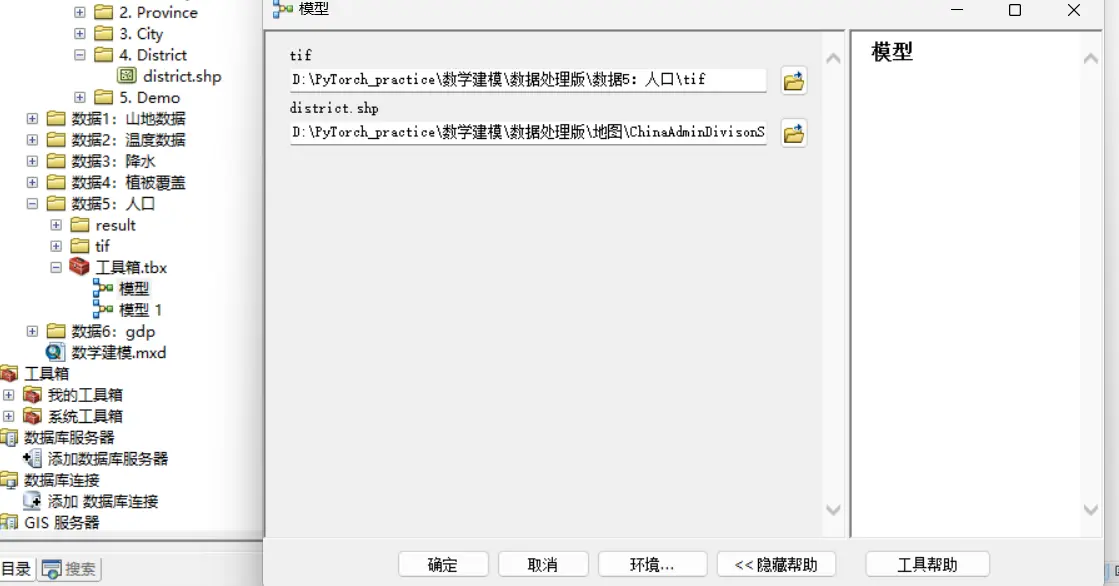 2. Province
3. City
4. District
district.shp
5. Demo
数据1：山地数据
数据2：温度数据
数据3：降水
数据4：植被覆盖
数据5：人口
result
tif
工具箱.tbx
模型
模型 1
数据6：gdp
数学建模.mxd
工具箱
我的工具箱
系统工具箱
数据库服务器
添加数据库服务器
数据库连接
添加 数据库连接
GIS 服务器
目录
搜索
模型
tif
D:\PyTorch_practice\数学建模\数据处理版\数据5：人口\tif
district.shp
D:\PyTorch_practice\数学建模\数据处理版\地图\ChinaAdminDivisonS
模型
确定
取消
环境...
<< 隐藏帮助
工具帮助